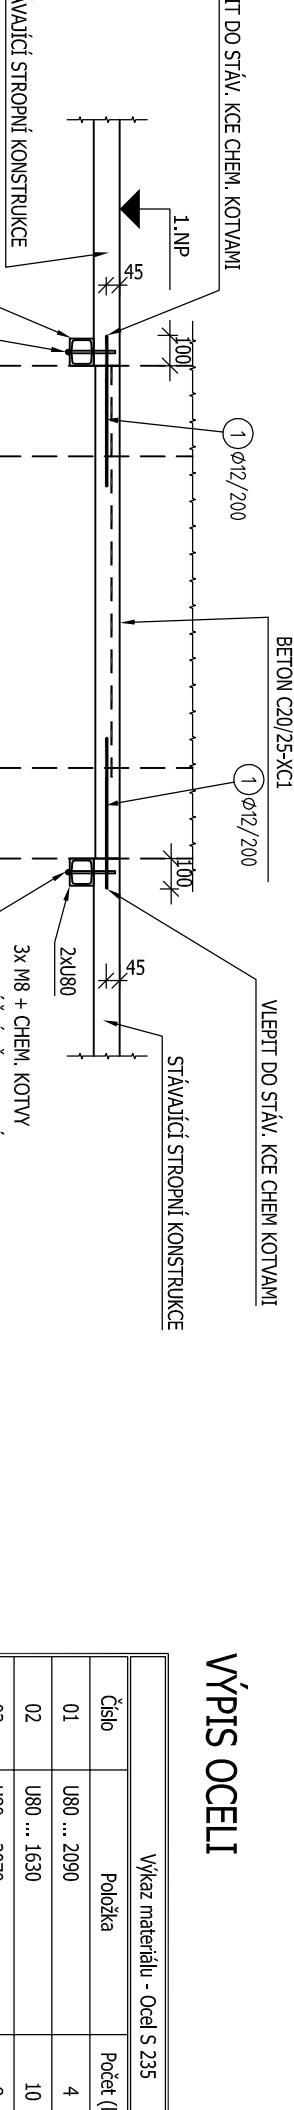 BETON C20/25-XC1
VLEPIT DO STÁV. KCE CHEM KOTVAMI
DO STÁV. KCE CHEM. KOTVAMI
1 Ø12/200
1 Ø12/200
1.NP
100
100
45
45
STROPNÍ KONSTRUKCE
STÁVAJÍCÍ STROPNÍ KONSTRUKCE
2xU80
3x M8 + CHEM. KOTVY
VÝPIS OCELI
Výkaz materiálu - Ocel S 235
Číslo Položka Počet
01 U80 ... 2090 4
02 U80 ... 1630 10